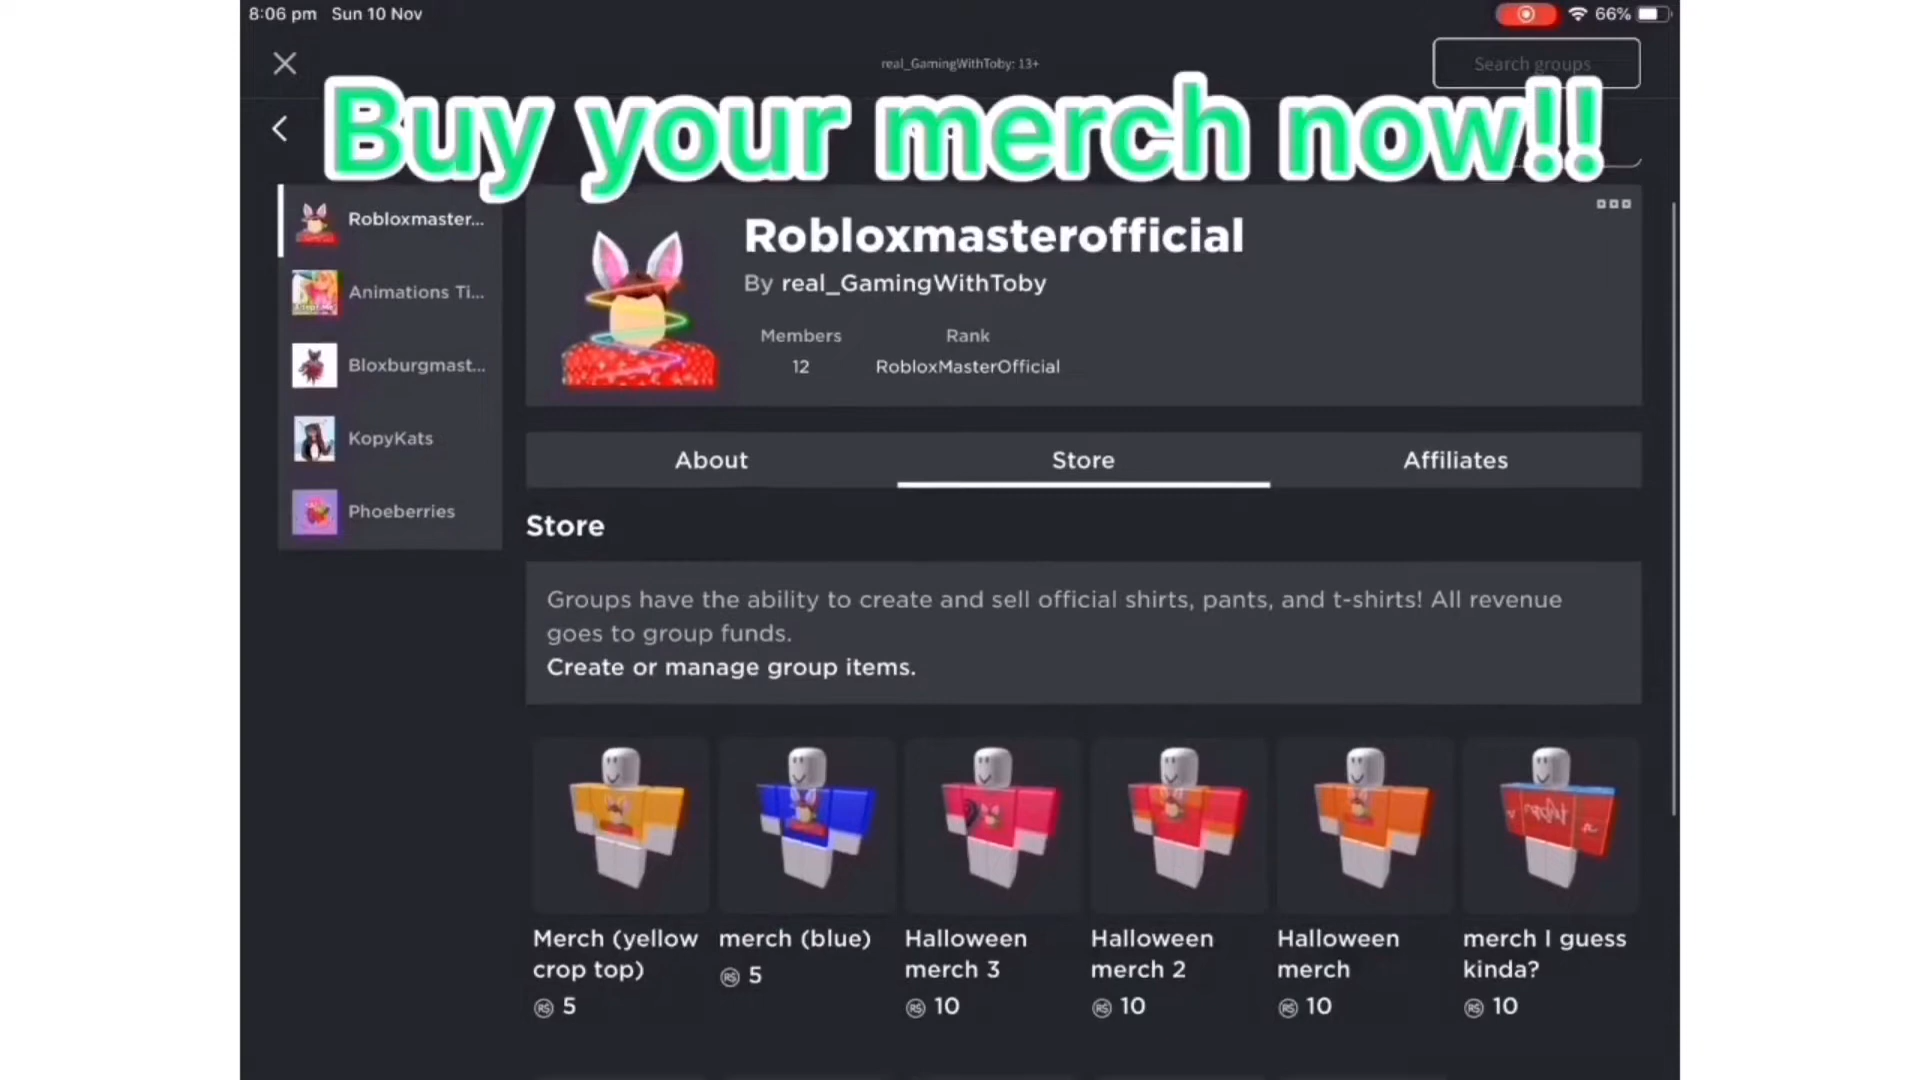 8:06 pm Sun 10 Nov
66%
real_GamingWithToby: 13+
Search groups
Buy your merch now!!
Robloxmaster...
Animations Ti...
Bloxburgmast...
KopyKats
Phoeberries
Robloxmasterofficial
By real_GamingWithToby
Members Rank
12 RobloxMasterOfficial
About Store Affiliates
Store
Groups have the ability to create and sell official shirts, pants, and t-shirts! All revenue
goes to group funds.
Create or manage group items.
Merch (yellow
crop top)
5
merch (blue)
5
Halloween
merch 3
10
Halloween
merch 2
10
Halloween
merch
10
merch I guess
kinda?
10